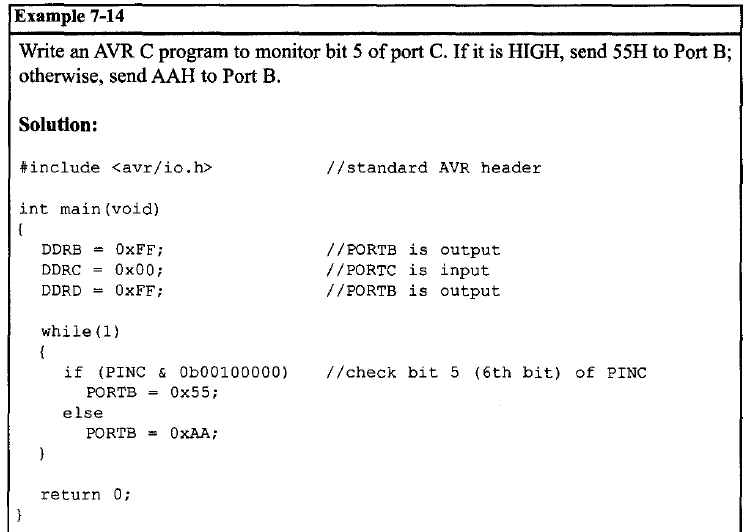 Example 7-14
Write an AVR C program to monitor bit 5 of port C. If it is HIGH, send 55H to Port B;
otherwise, send AAH to Port B.
Solution:
#include <avr/io.h> //standard AVR header
int main(void)
{
DDRB = 0xFF; //PORTB is output
DDRC = 0x00; //PORTC is input
DDRD = 0xFF; //PORTB is output
while(1)
{
if (PINC & 0b00100000) //check bit 5 (6th bit) of PINC
PORTB = 0x55;
else
PORTB = 0xAA;
}
return 0;
}